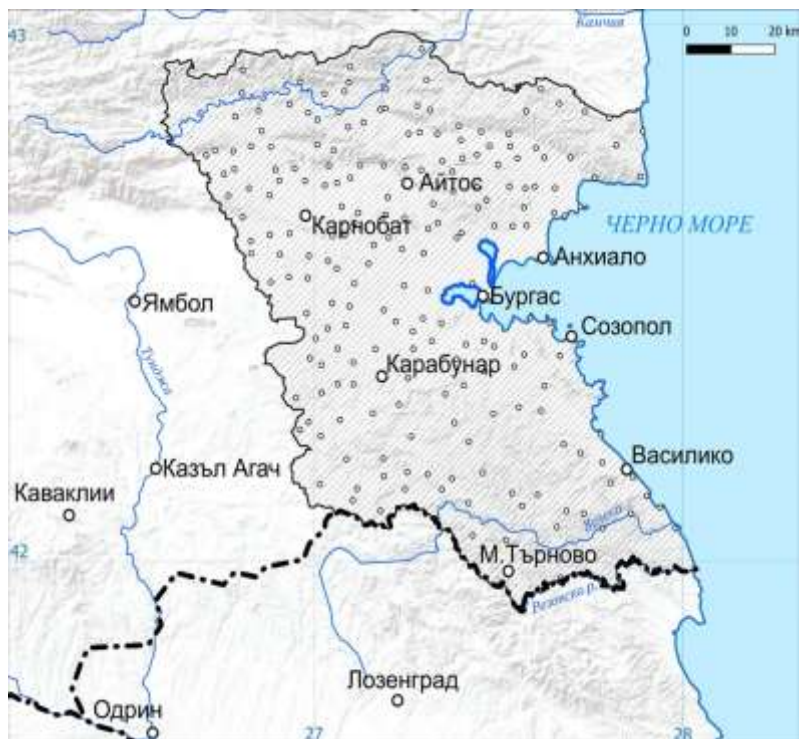 43
Камчия
0 10 20 km
Айтос
Карнобат
ЧЕРНО МОРЕ
Анхиало
Бургас
Ямбол
Созопол
Тунджа
Карабунар
Василико
Казъл Агач
Каваклии
Велека
42
М.Търново
Резовска р.
Лозенград
Одрин
27
28